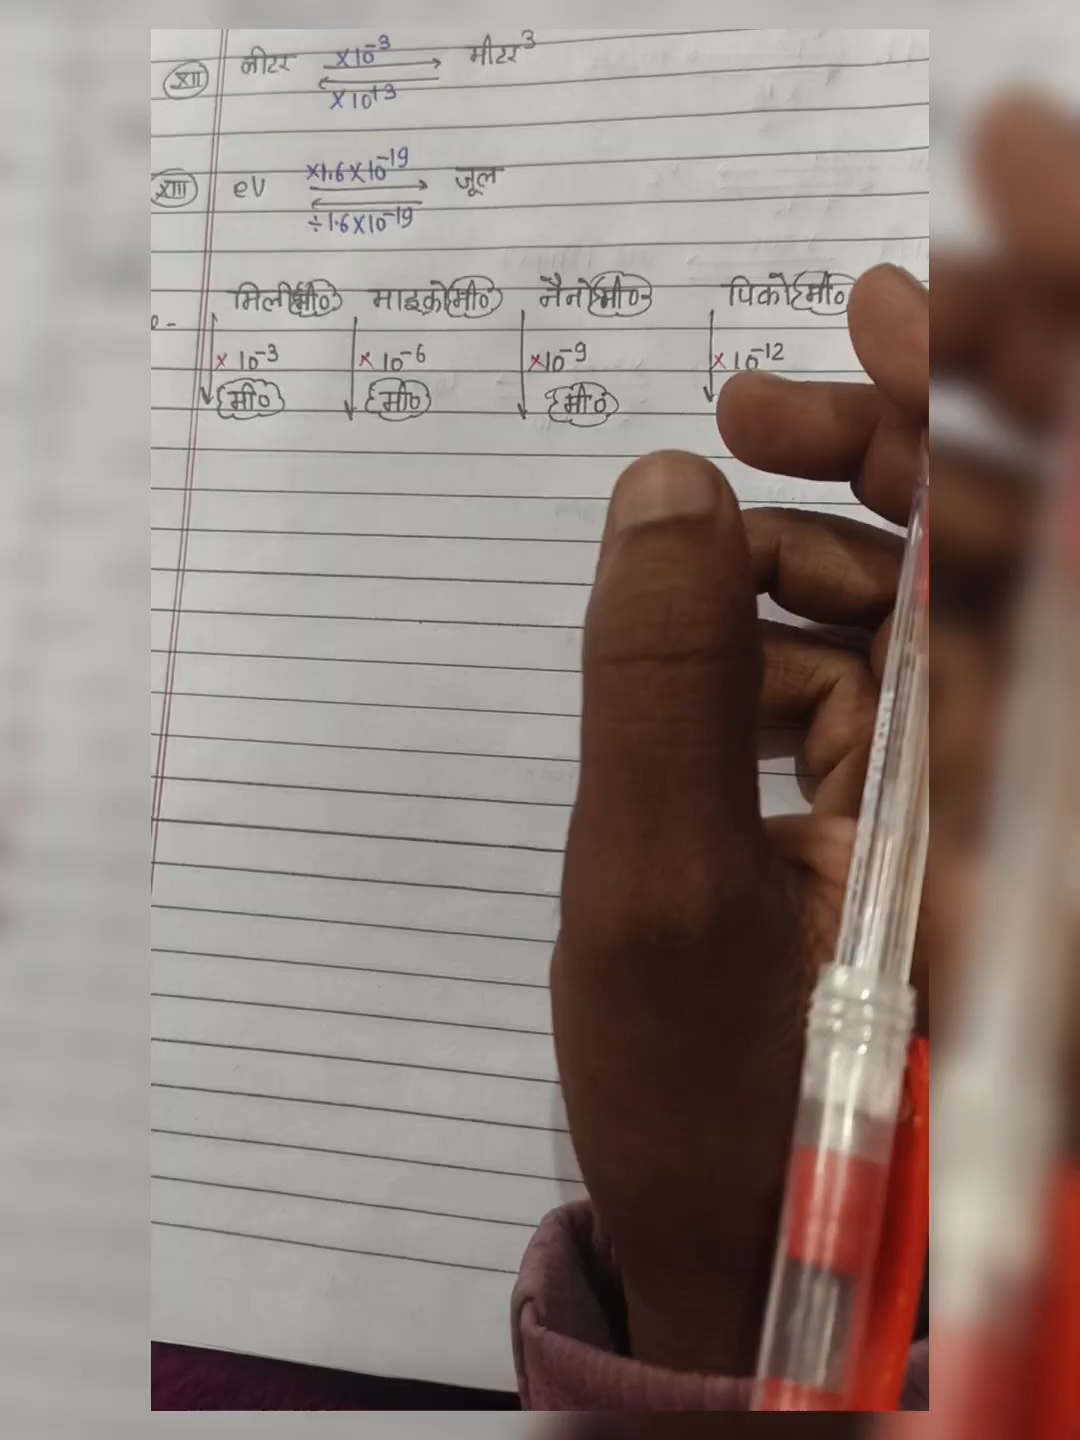 XII लीटर ×10⁻³ मीटर³
×10⁺³
XIII eV ×1.6×10⁻¹⁹ जूल
÷1.6×10⁻¹⁹
मिलीमी० माइक्रोमी० नैनोमी० पिकोमी०
×10⁻³ ×10⁻⁶ ×10⁻⁹ ×10⁻¹²
मी० मी० मी०